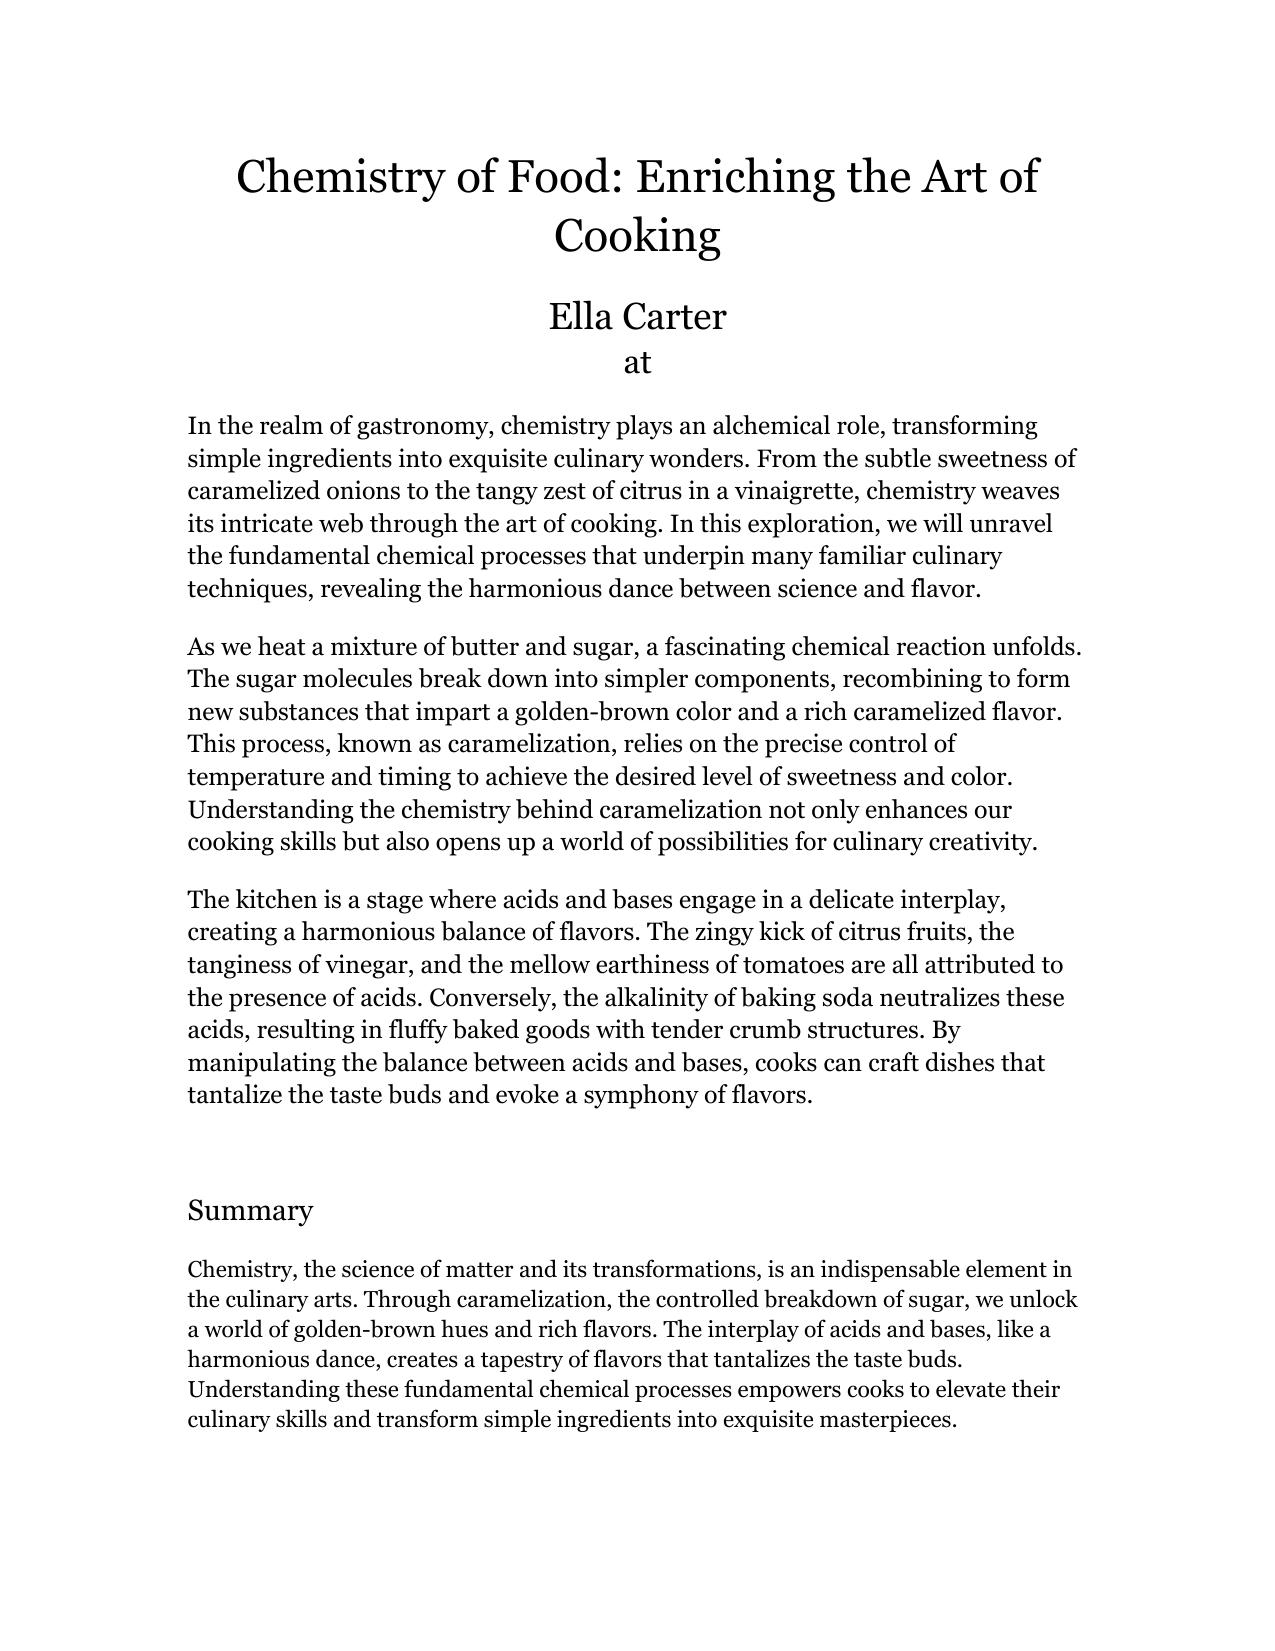 Chemistry of Food: Enriching the Art of
Cooking
Ella Carter
at
In the realm of gastronomy, chemistry plays an alchemical role, transforming
simple ingredients into exquisite culinary wonders. From the subtle sweetness of
caramelized onions to the tangy zest of citrus in a vinaigrette, chemistry weaves
its intricate web through the art of cooking. In this exploration, we will unravel
the fundamental chemical processes that underpin many familiar culinary
techniques, revealing the harmonious dance between science and flavor.
As we heat a mixture of butter and sugar, a fascinating chemical reaction unfolds.
The sugar molecules break down into simpler components, recombining to form
new substances that impart a golden-brown color and a rich caramelized flavor.
This process, known as caramelization, relies on the precise control of
temperature and timing to achieve the desired level of sweetness and color.
Understanding the chemistry behind caramelization not only enhances our
cooking skills but also opens up a world of possibilities for culinary creativity.
The kitchen is a stage where acids and bases engage in a delicate interplay,
creating a harmonious balance of flavors. The zingy kick of citrus fruits, the
tanginess of vinegar, and the mellow earthiness of tomatoes are all attributed to
the presence of acids. Conversely, the alkalinity of baking soda neutralizes these
acids, resulting in fluffy baked goods with tender crumb structures. By
manipulating the balance between acids and bases, cooks can craft dishes that
tantalize the taste buds and evoke a symphony of flavors.
Summary
Chemistry, the science of matter and its transformations, is an indispensable element in
the culinary arts. Through caramelization, the controlled breakdown of sugar, we unlock
a world of golden-brown hues and rich flavors. The interplay of acids and bases, like a
harmonious dance, creates a tapestry of flavors that tantalizes the taste buds.
Understanding these fundamental chemical processes empowers cooks to elevate their
culinary skills and transform simple ingredients into exquisite masterpieces.